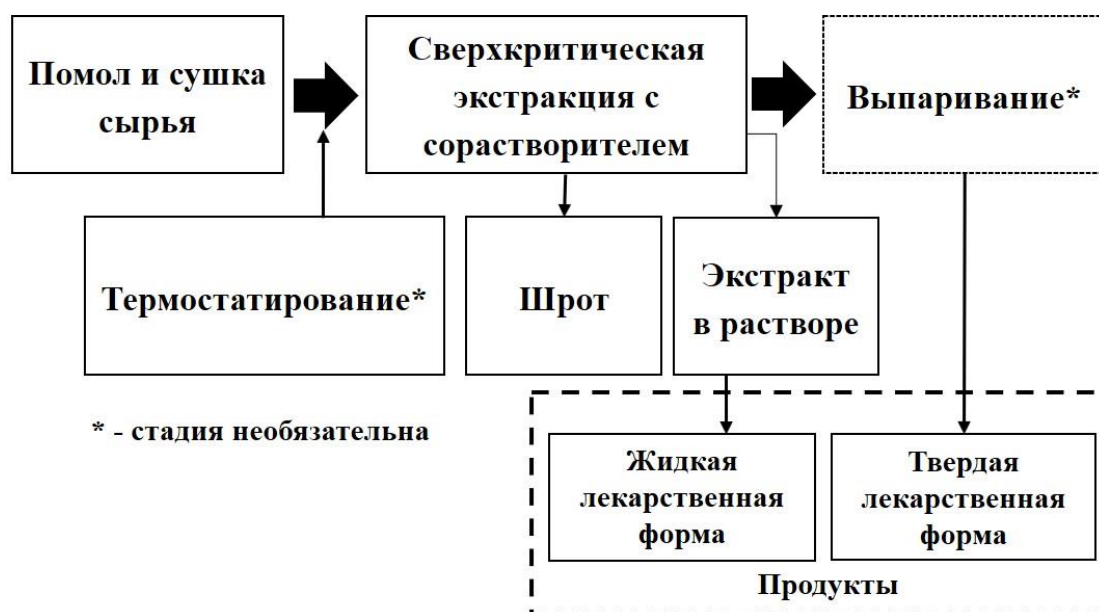 Помол и сушка
сырья
Сверхкритическая
экстракция с
сорастворителем
Выпаривание*
Термостатирование*
Шрот
Экстракт
в растворе
* - стадия необязательна
Жидкая
лекарственная
форма
Твердая
лекарственная
форма
Продукты